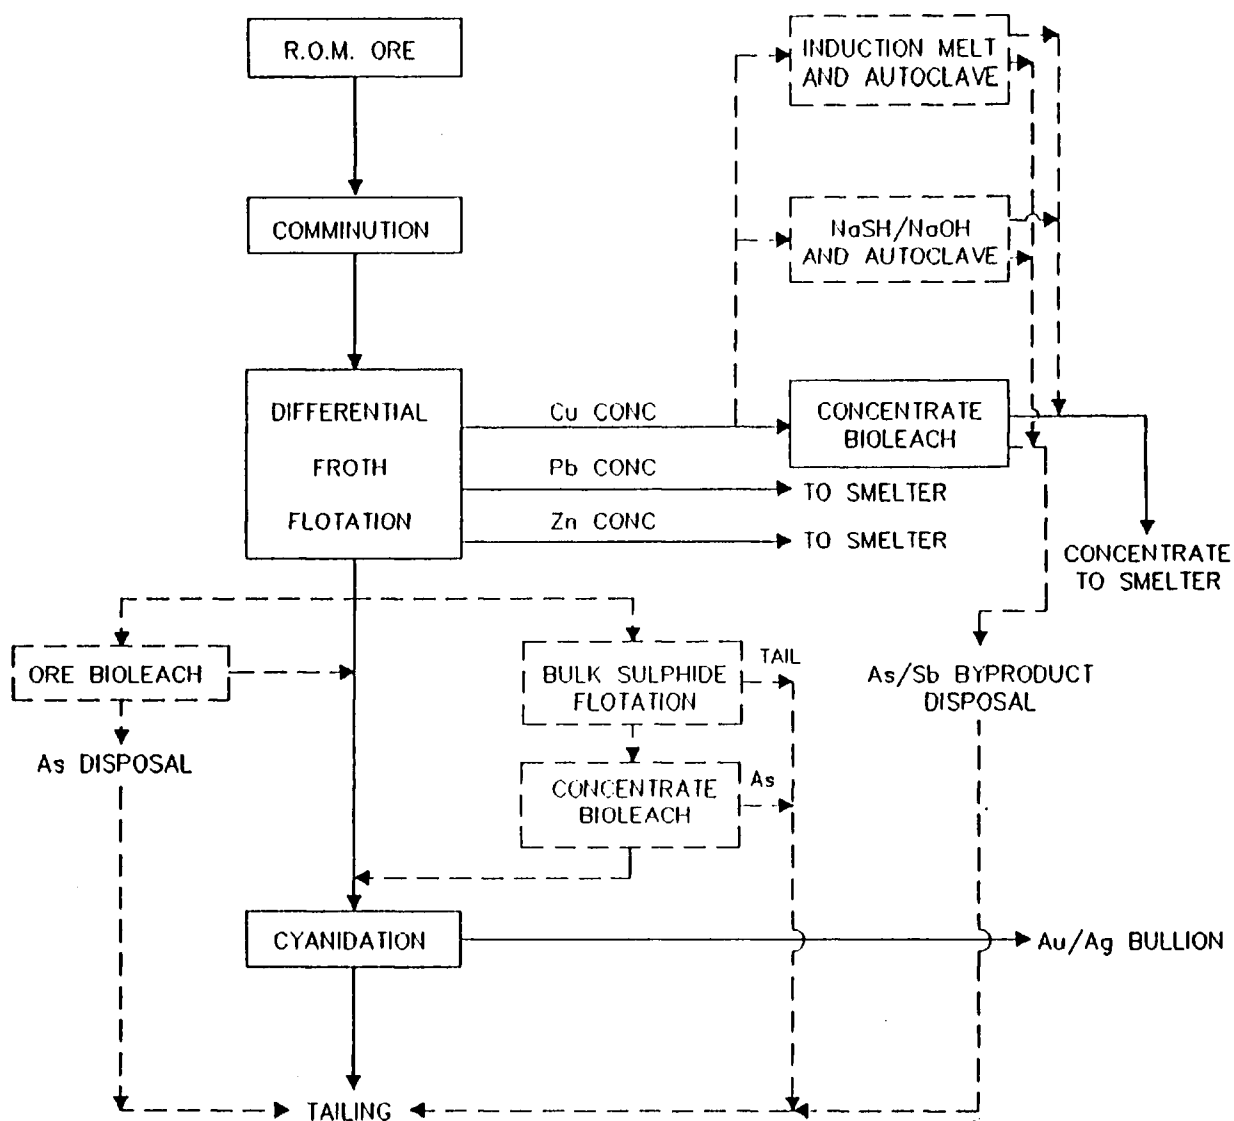 R.O.M. ORE
INDUCTION MELT
AND AUTOCLAVE
COMMINUTION
NaSH/NaOH
AND AUTOCLAVE
DIFFERENTIAL
FROTH
FLOTATION
Cu CONC
CONCENTRATE
BIOLEACH
Pb CONC
TO SMELTER
Zn CONC
TO SMELTER
CONCENTRATE
TO SMELTER
ORE BIOLEACH
BULK SULPHIDE
FLOTATION
TAIL
As/Sb BYPRODUCT
DISPOSAL
As DISPOSAL
CONCENTRATE
BIOLEACH
As
CYANIDATION
Au/Ag BULLION
TAILING